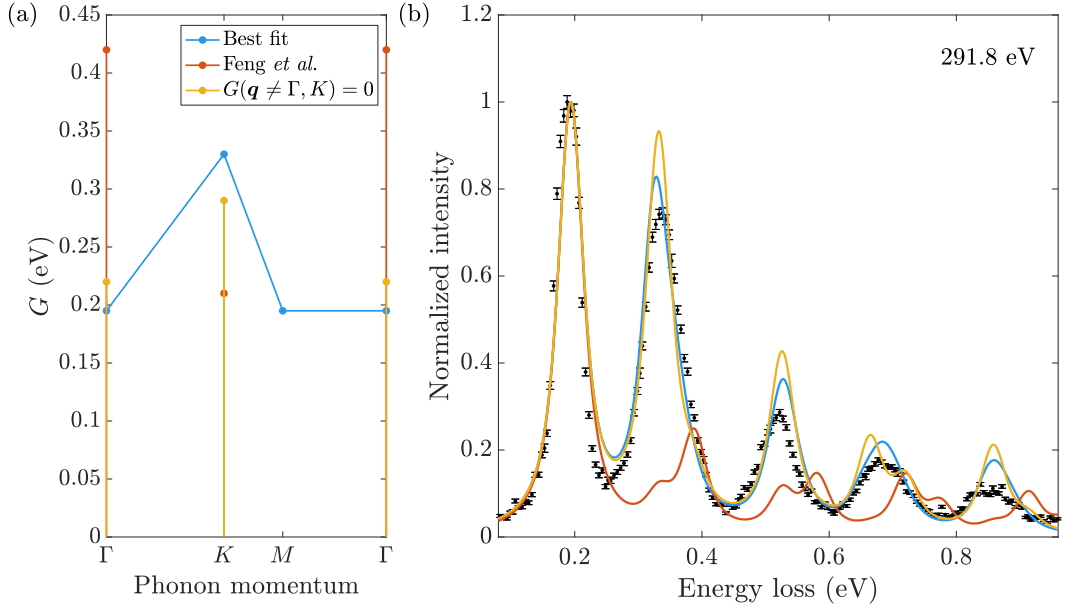 (a)
0.45
0.4
0.35
0.3
0.25
0.2
0.15
0.1
0.05
0
G (eV)
Best fit
Feng et al.
G(q ≠ Γ, K) = 0
Γ K M Γ
Phonon momentum
(b)
1.2
1
0.8
0.6
0.4
0.2
0
Normalized intensity
291.8 eV
0.2 0.4 0.6 0.8
Energy loss (eV)